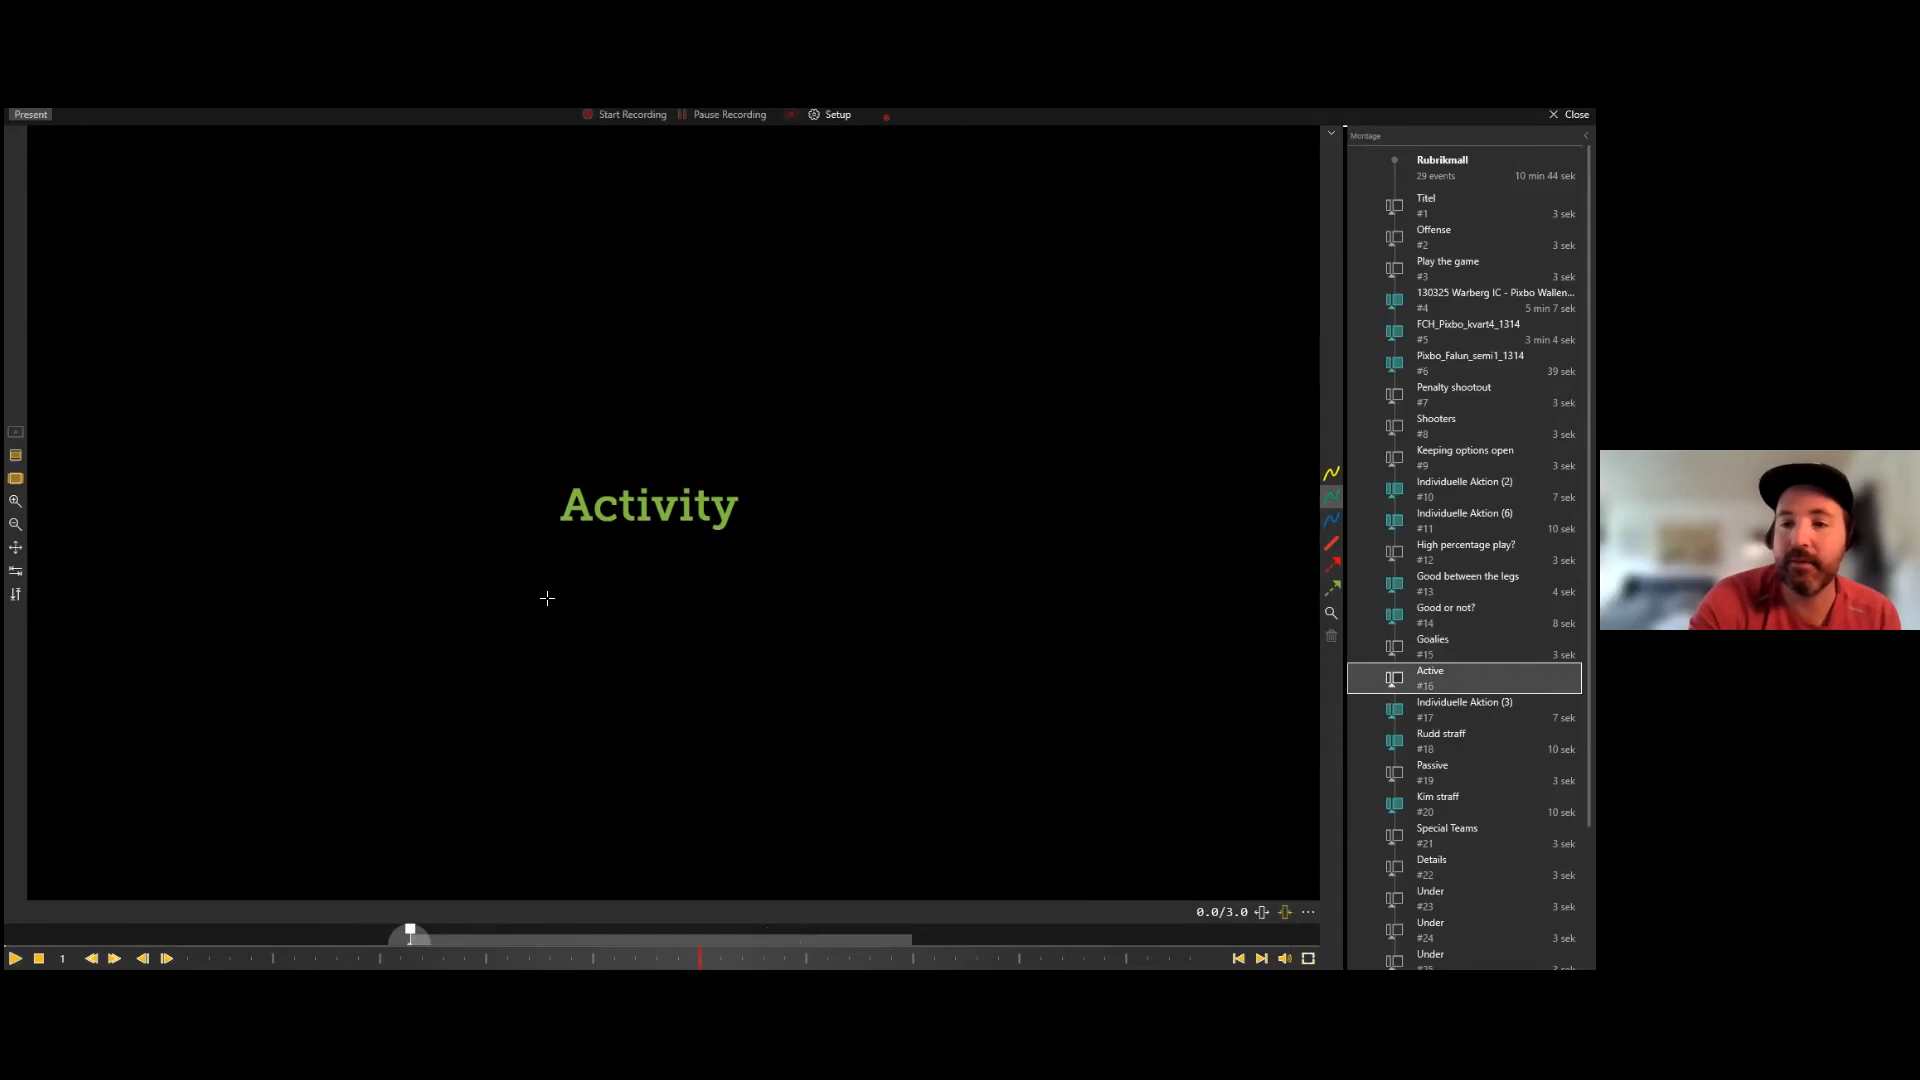 Present
Start Recording
Pause Recording
Setup
Close
Montage
Rubrikmall
29 events 10 min 44 sek
Titel
#1 3 sek
Offense
#2 3 sek
Play the game
#3 3 sek
130325 Warberg IC - Pixbo Wallen...
#4 5 min 7 sek
FCH_Pixbo_kvart4_1314
#5 3 min 4 sek
Pixbo_Falun_semi1_1314
#6 39 sek
Penalty shootout
#7 3 sek
Shooters
#8 3 sek
Keeping options open
#9 3 sek
Individuelle Aktion (2)
#10 7 sek
Individuelle Aktion (6)
#11 10 sek
High percentage play?
#12 3 sek
Good between the legs
#13 4 sek
Good or not?
#14 8 sek
Goalies
#15 3 sek
Active
#16
Individuelle Aktion (3)
#17 7 sek
Rudd straff
#18 10 sek
Passive
#19 3 sek
Kim straff
#20 10 sek
Special Teams
#21 3 sek
Details
#22 3 sek
Under
#23 3 sek
Under
#24 3 sek
Under
#25 3 sek
Activity
0.0/3.0
1